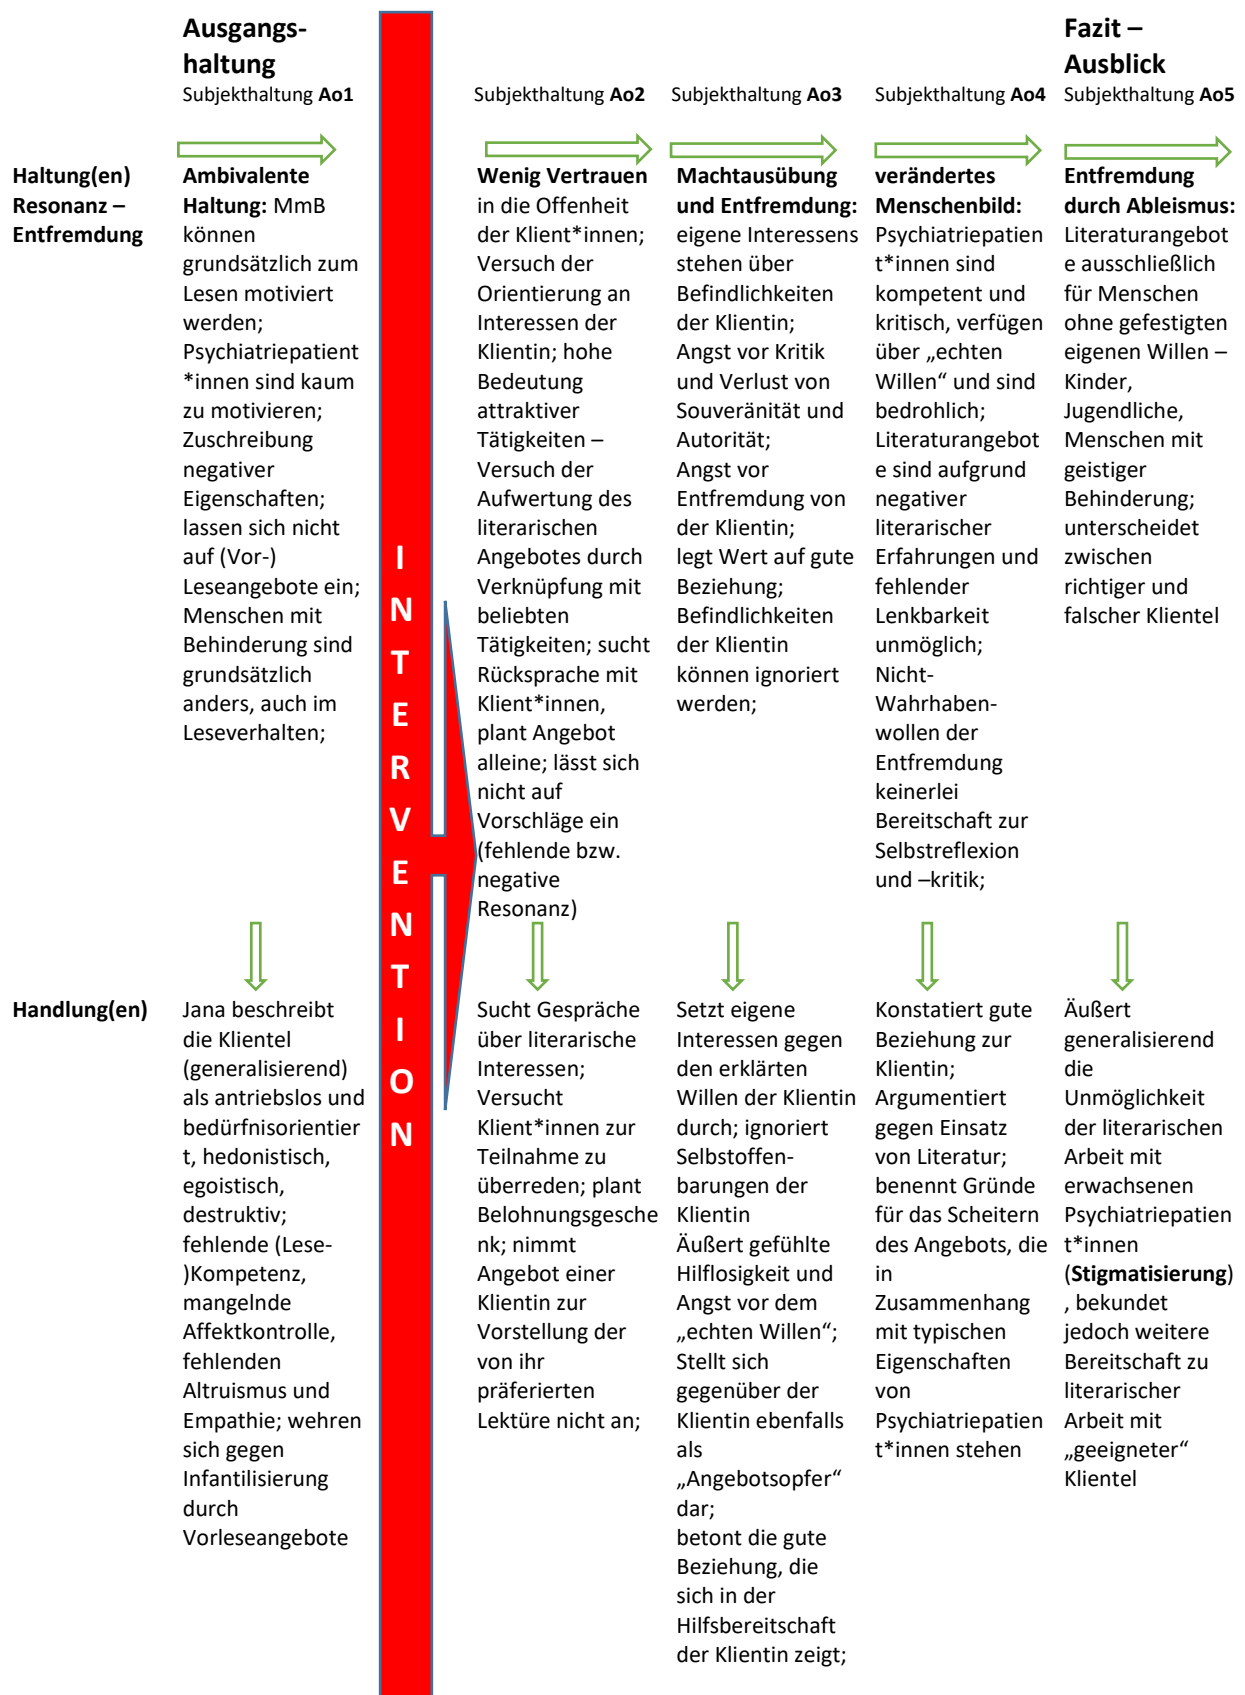 Ausgangs-
haltung
Subjekthaltung Ao1
Subjekthaltung Ao2
Subjekthaltung Ao3
Subjekthaltung Ao4
Fazit –
Ausblick
Subjekthaltung Ao5
Haltung(en)
Resonanz –
Entfremdung
Ambivalente
Haltung: MmB
können
grundsätzlich zum
Lesen motiviert
werden;
Psychiatriepatient
*innen sind kaum
zu motivieren;
Zuschreibung
negativer
Eigenschaften;
lassen sich nicht
auf (Vor-)
Leseangebote ein;
Menschen mit
Behinderung sind
grundsätzlich
anders, auch im
Leseverhalten;
I
N
T
E
R
V
E
N
T
I
O
N
Wenig Vertrauen
in die Offenheit
der Klient*innen;
Versuch der
Orientierung an
Interessen der
Klientin; hohe
Bedeutung
attraktiver
Tätigkeiten –
Versuch der
Aufwertung des
literarischen
Angebotes durch
Verknüpfung mit
beliebten
Tätigkeiten; sucht
Rücksprache mit
Klient*innen,
plant Angebot
alleine; lässt sich
nicht auf
Vorschläge ein
(fehlende bzw.
negative
Resonanz)
Machtausübung
und Entfremdung:
eigene Interessens
stehen über
Befindlichkeiten
der Klientin;
Angst vor Kritik
und Verlust von
Souveränität und
Autorität;
Angst vor
Entfremdung von
der Klientin;
legt Wert auf gute
Beziehung;
Befindlichkeiten
der Klientin
können ignoriert
werden;
verändertes
Menschenbild:
Psychiatriepatien
t*innen sind
kompetent und
kritisch, verfügen
über „echten
Willen“ und sind
bedrohlich;
Literaturangebot
e sind aufgrund
negativer
literarischer
Erfahrungen und
fehlender
Lenkbarkeit
unmöglich;
Nicht-
Wahrhaben-
wollen der
Entfremdung
keinerlei
Bereitschaft zur
Selbstreflexion
und –kritik;
Entfremdung
durch Ableismus:
Literaturangebot
e ausschließlich
für Menschen
ohne gefestigten
eigenen Willen –
Kinder,
Jugendliche,
Menschen mit
geistiger
Behinderung;
unterscheidet
zwischen
richtiger und
falscher Klientel
Handlung(en)
Jana beschreibt
die Klientel
(generalisierend)
als antriebslos und
bedürfnisorientier
t, hedonistisch,
egoistisch,
destruktiv;
fehlende (Lese-
)Kompetenz,
mangelnde
Affektkontrolle,
fehlenden
Altruismus und
Empathie; wehren
sich gegen
Infantilisierung
durch
Vorleseangebote
Sucht Gespräche
über literarische
Interessen;
Versucht
Klient*innen zur
Teilnahme zu
überreden; plant
Belohnungsgesche
nk; nimmt
Angebot einer
Klientin zur
Vorstellung der
von ihr
präferierten
Lektüre nicht an;
Setzt eigene
Interessen gegen
den erklärten
Willen der Klientin
durch; ignoriert
Selbstoffen-
barungen der
Klientin
Äußert gefühlte
Hilflosigkeit und
Angst vor dem
„echten Willen“;
Stellt sich
gegenüber der
Klientin ebenfalls
als
„Angebotsopfer“
dar;
betont die gute
Beziehung, die
sich in der
Hilfsbereitschaft
der Klientin zeigt;
Konstatiert gute
Beziehung zur
Klientin;
Argumentiert
gegen Einsatz
von Literatur;
benennt Gründe
für das Scheitern
des Angebots, die
in
Zusammenhang
mit typischen
Eigenschaften
von
Psychiatriepatien
t*innen stehen
Äußert
generalisierend
die
Unmöglichkeit
der literarischen
Arbeit mit
erwachsenen
Psychiatriepatien
t*innen
(Stigmatisierung)
, bekundet
jedoch weitere
Bereitschaft zu
literarischer
Arbeit mit
„geeigneter“
Klientel